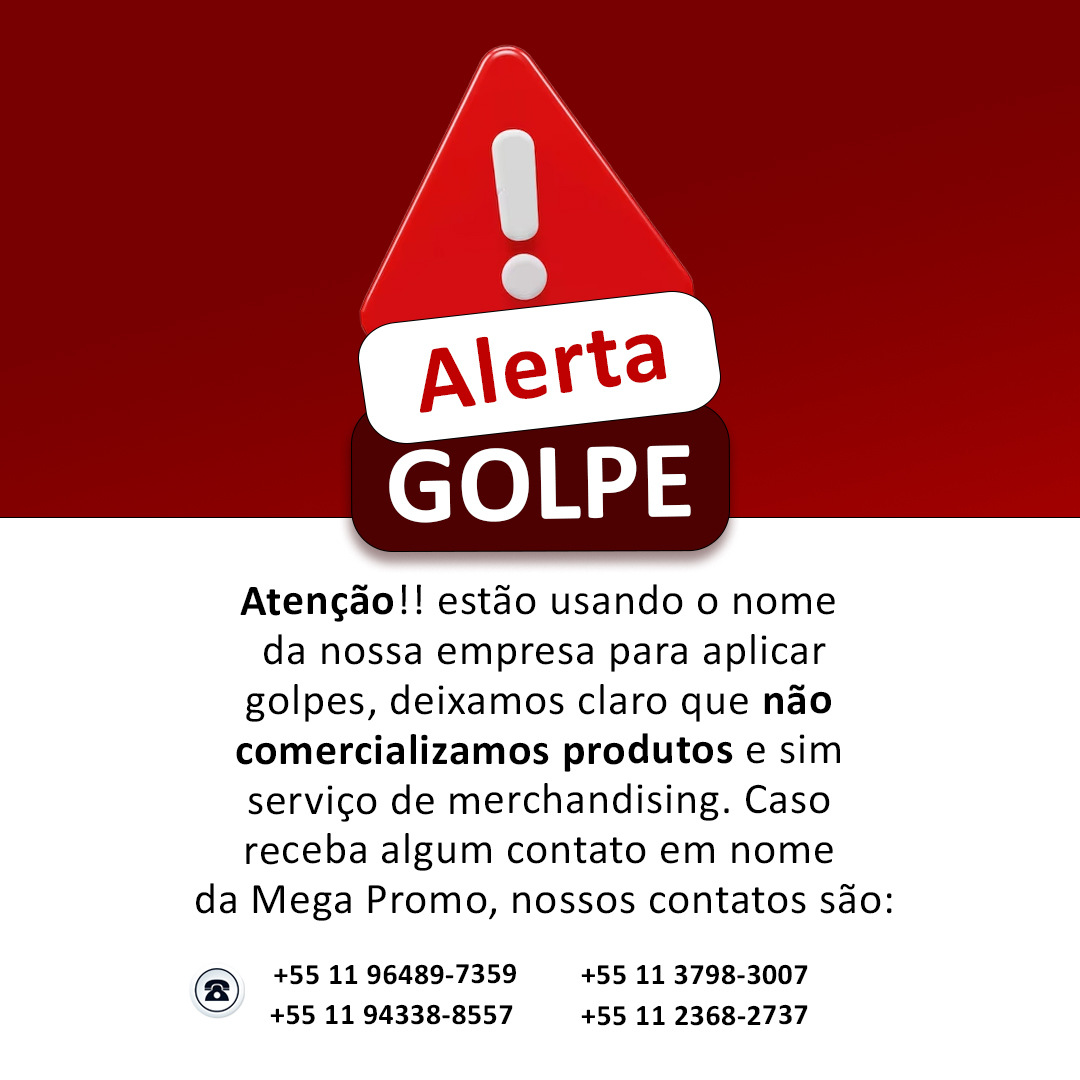 !
Alerta
GOLPE
Atenção!! estão usando o nome
da nossa empresa para aplicar
golpes, deixamos claro que não
comercializamos produtos e sim
serviço de merchandising. Caso
receba algum contato em nome
da Mega Promo, nossos contatos são:
+55 11 96489-7359 +55 11 3798-3007
+55 11 94338-8557 +55 11 2368-2737